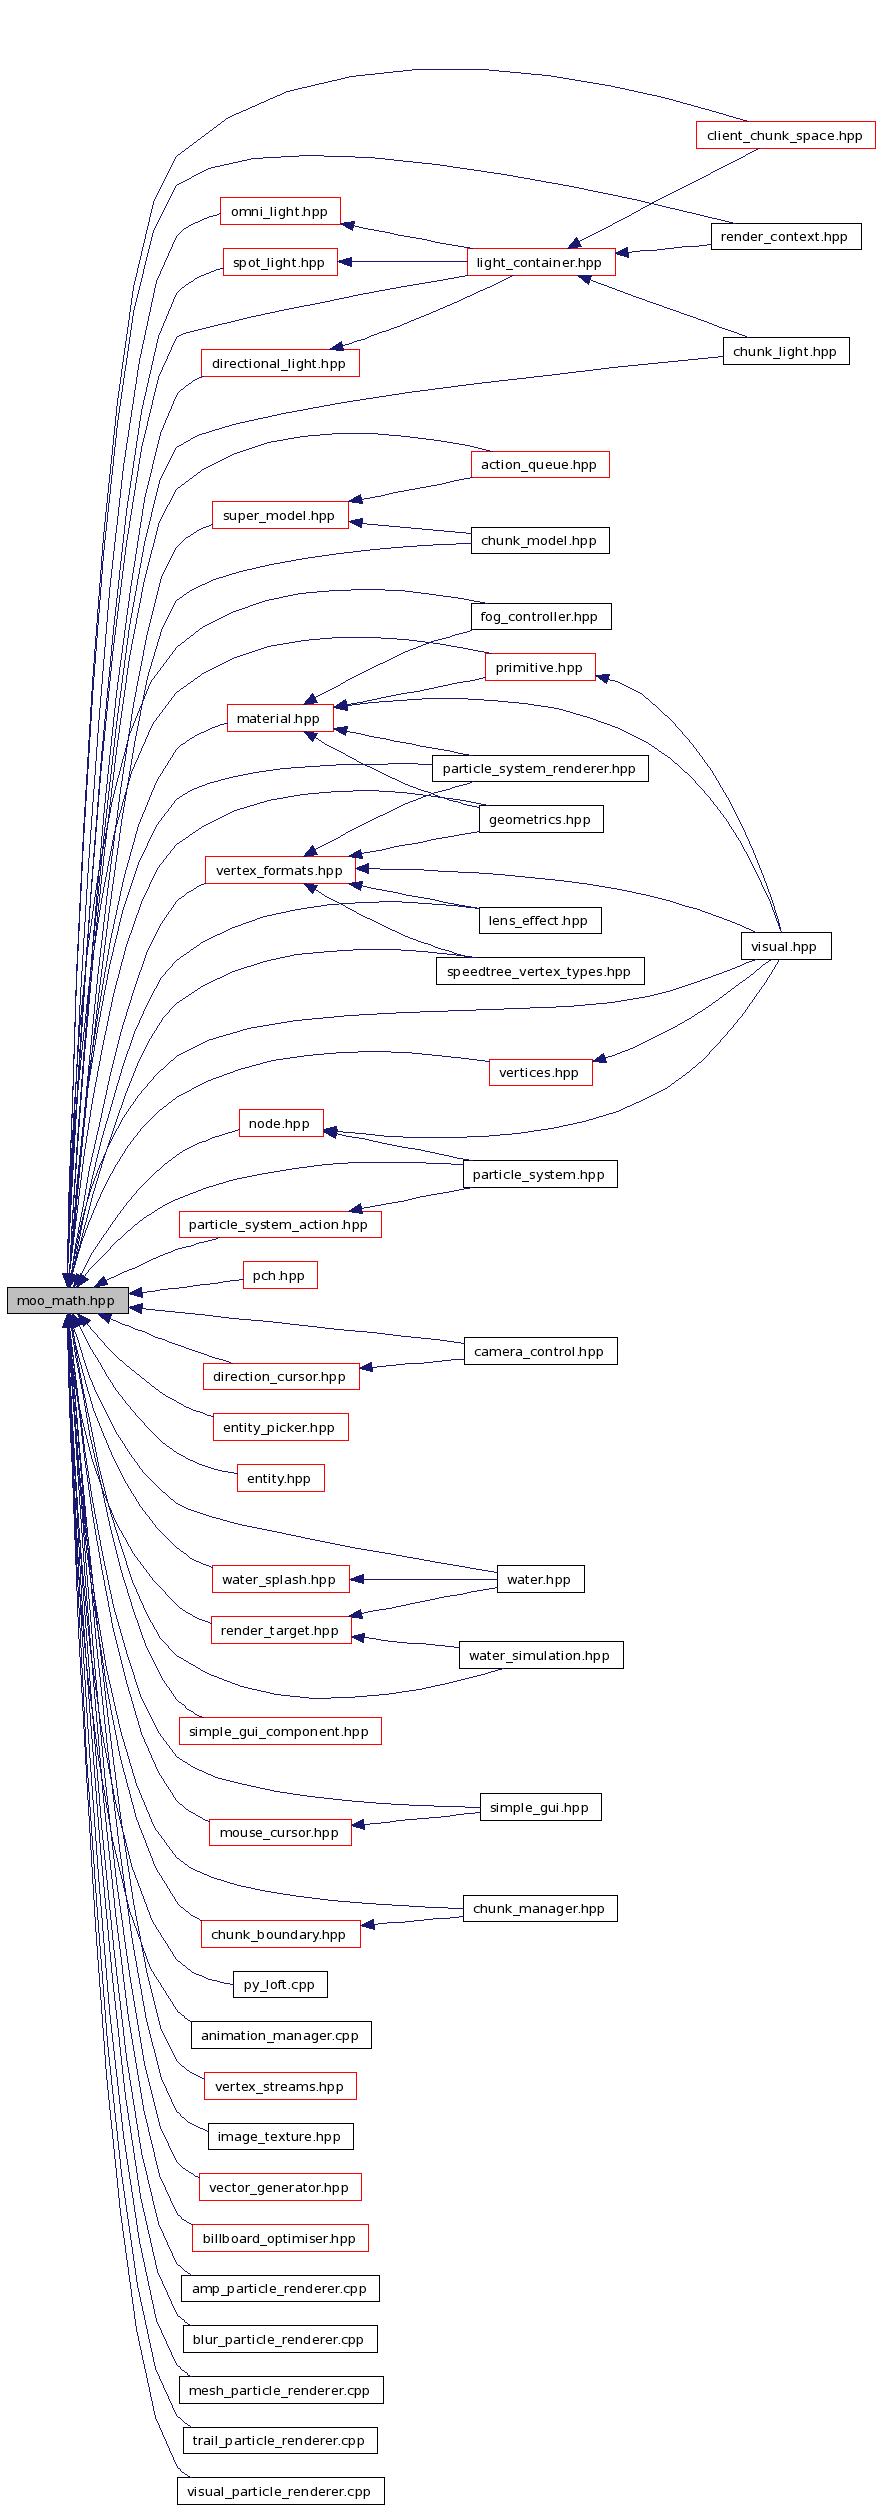 client_chunk_space.hpp
omni_light.hpp
render_context.hpp
spot_light.hpp
light_container.hpp
chunk_light.hpp
directional_light.hpp
action_queue.hpp
super_model.hpp
chunk_model.hpp
fog_controller.hpp
primitive.hpp
material.hpp
particle_system_renderer.hpp
geometrics.hpp
vertex_formats.hpp
lens_effect.hpp
visual.hpp
speedtree_vertex_types.hpp
vertices.hpp
node.hpp
particle_system.hpp
particle_system_action.hpp
pch.hpp
moo_math.hpp
camera_control.hpp
direction_cursor.hpp
entity_picker.hpp
entity.hpp
water_splash.hpp
water.hpp
render_target.hpp
water_simulation.hpp
simple_gui_component.hpp
simple_gui.hpp
mouse_cursor.hpp
chunk_manager.hpp
chunk_boundary.hpp
py_loft.cpp
animation_manager.cpp
vertex_streams.hpp
image_texture.hpp
vector_generator.hpp
billboard_optimiser.hpp
amp_particle_renderer.cpp
blur_particle_renderer.cpp
mesh_particle_renderer.cpp
trail_particle_renderer.cpp
visual_particle_renderer.cpp